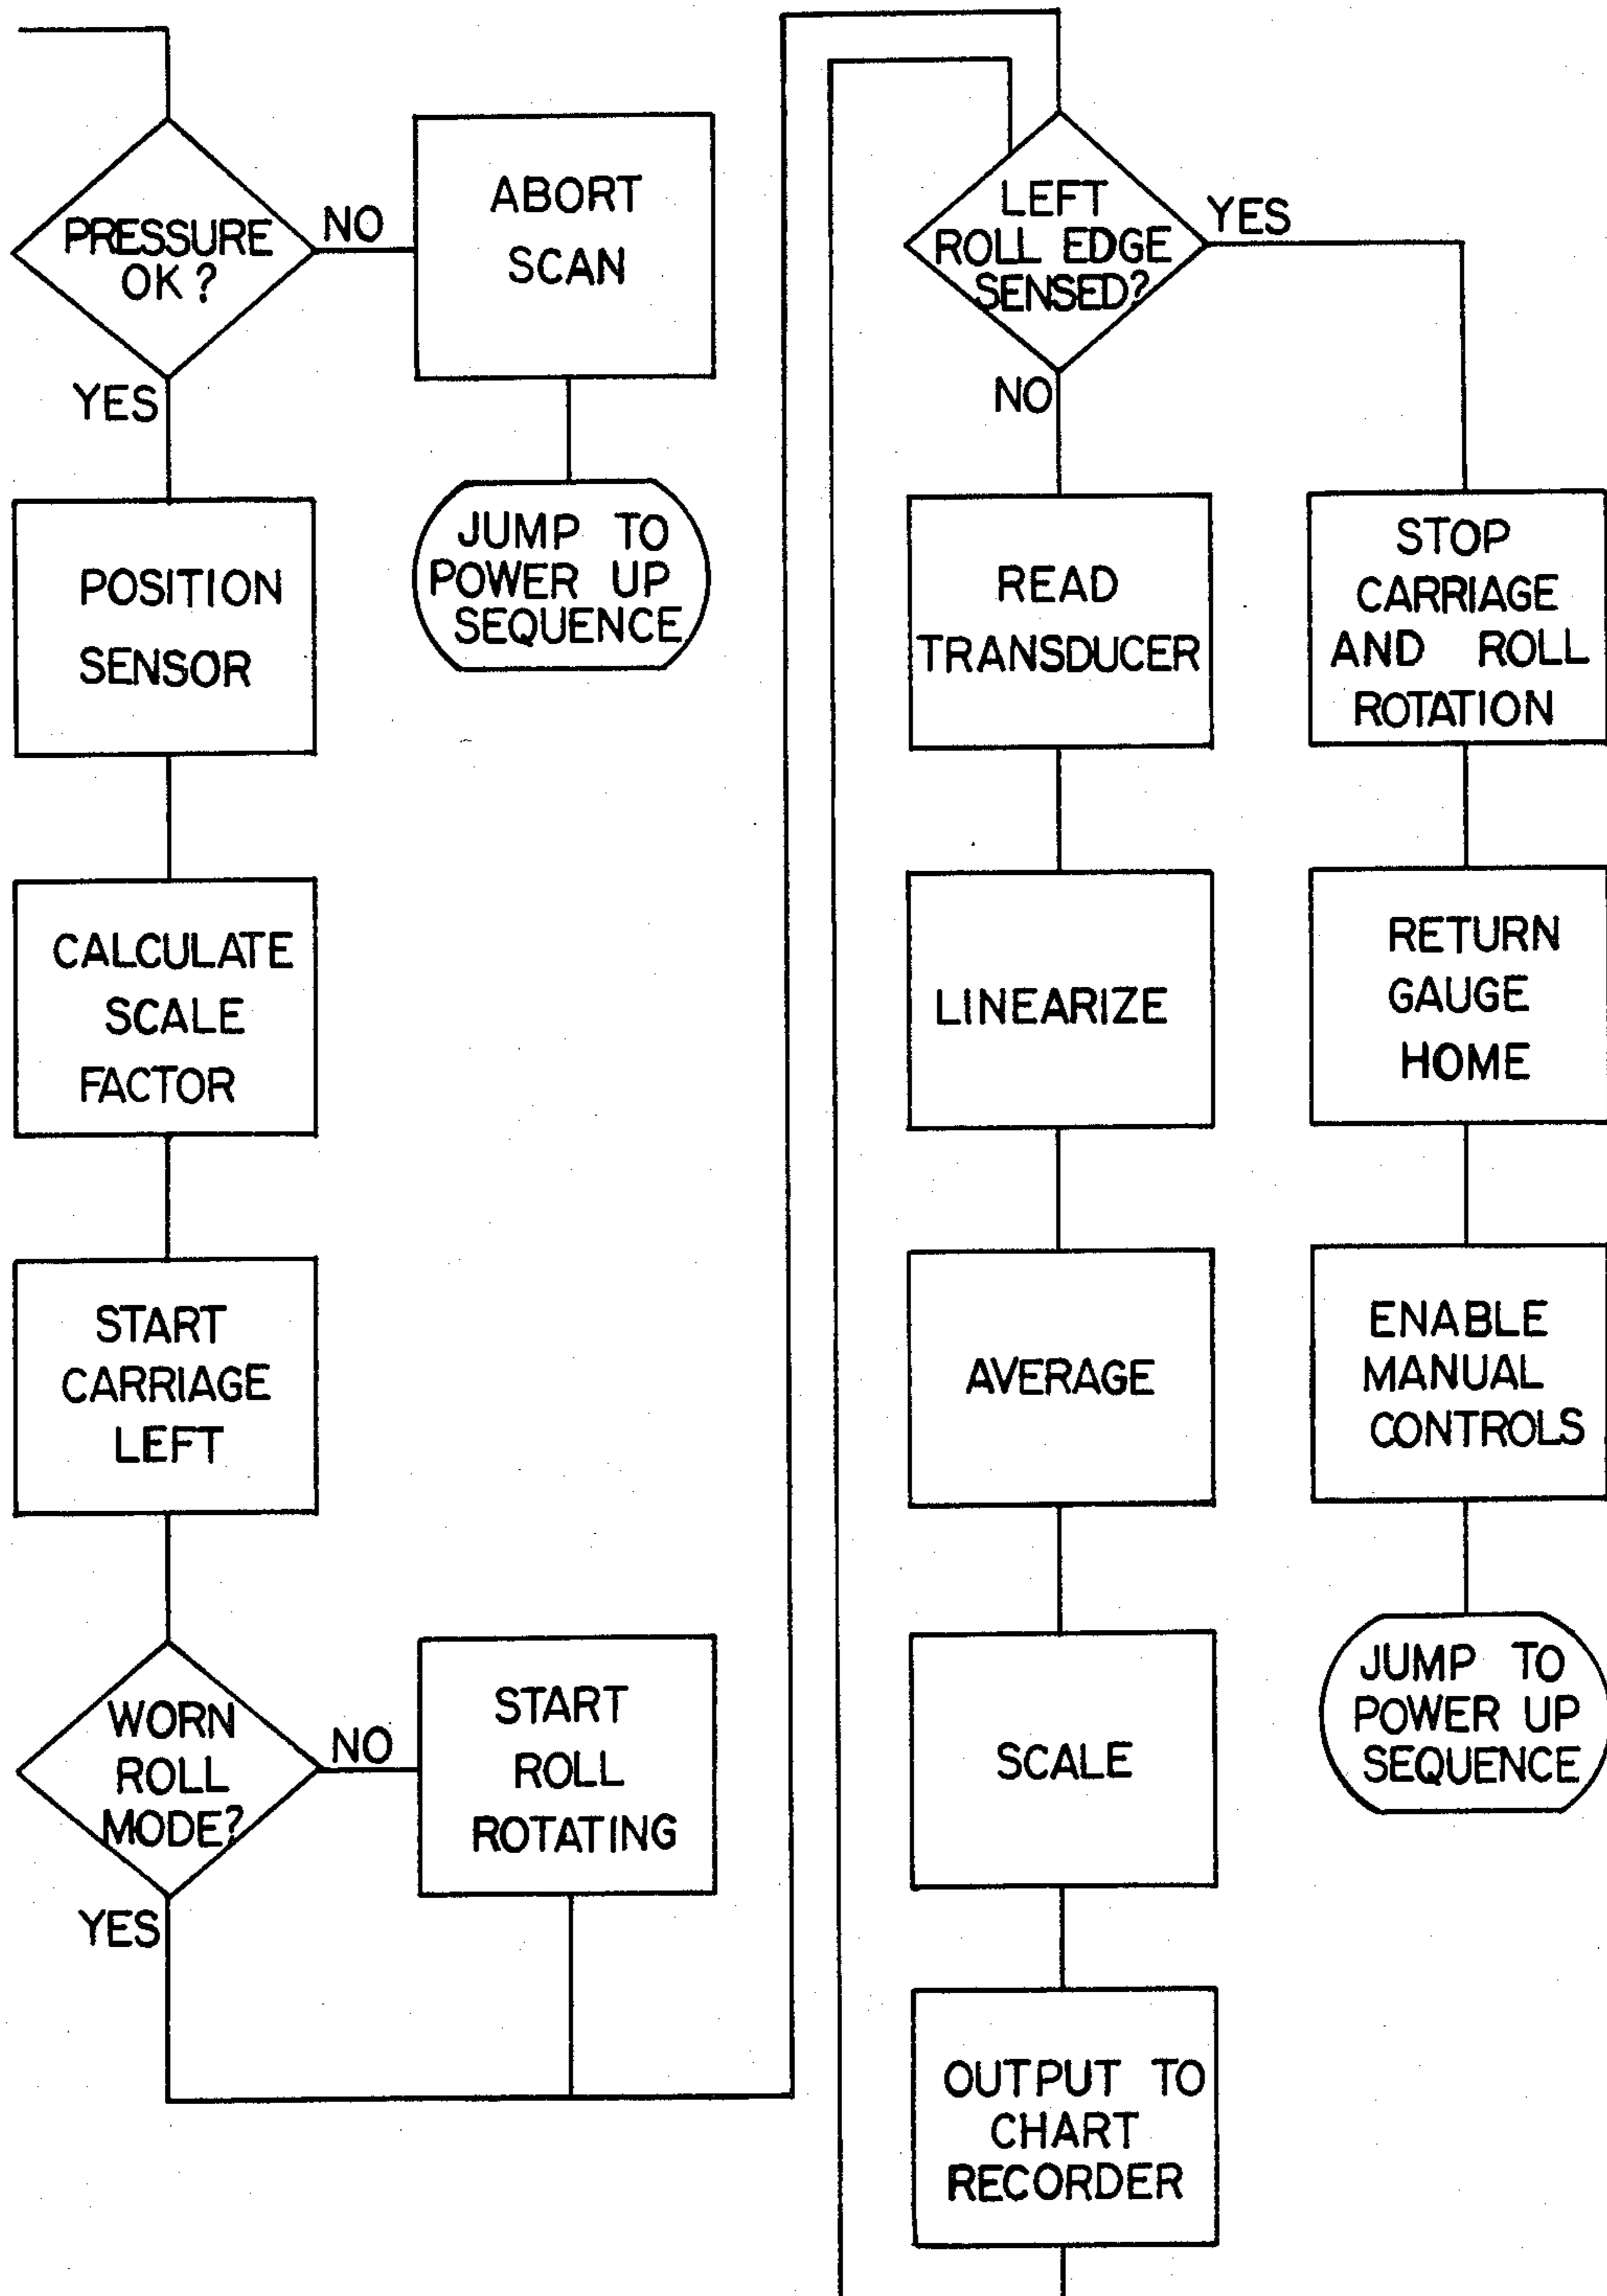 PRESSURE
OK?
NO
YES
ABORT
SCAN
JUMP TO
POWER UP
SEQUENCE
POSITION
SENSOR
CALCULATE
SCALE
FACTOR
START
CARRIAGE
LEFT
WORN
ROLL
MODE?
NO
YES
START
ROLL
ROTATING
LEFT
ROLL EDGE
SENSED?
YES
NO
READ
TRANSDUCER
LINEARIZE
AVERAGE
SCALE
OUTPUT TO
CHART
RECORDER
STOP
CARRIAGE
AND ROLL
ROTATION
RETURN
GAUGE
HOME
ENABLE
MANUAL
CONTROLS
JUMP TO
POWER UP
SEQUENCE